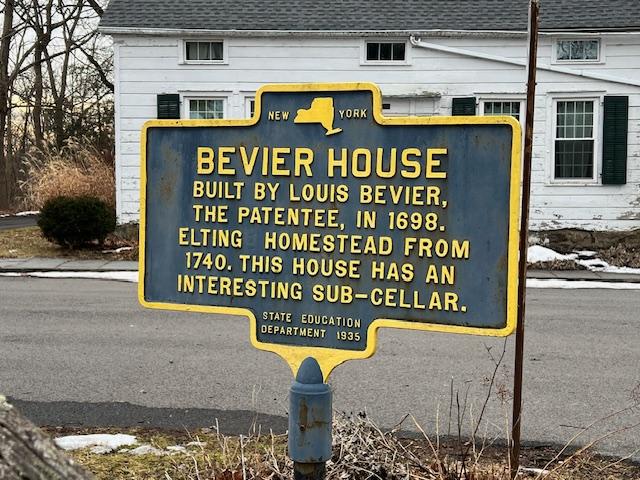 NEW YORK
BEVIER HOUSE
BUILT BY LOUIS BEVIER,
THE PATENTEE, IN 1698.
ELTING HOMESTEAD FROM
1740. THIS HOUSE HAS AN
INTERESTING SUB-CELLAR.
STATE EDUCATION
DEPARTMENT 1935